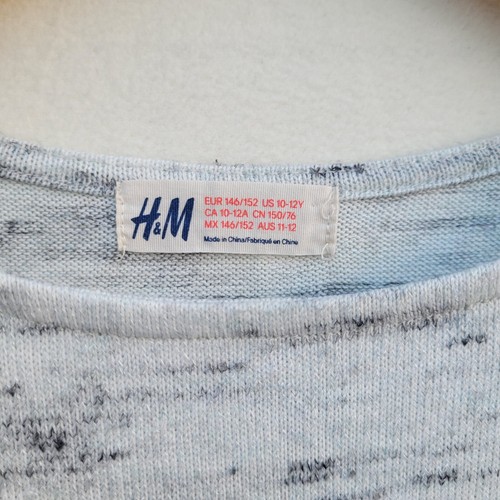 H&M
EUR 146/152 US 10-12Y
CA 10-12A CN 150/76
MX 146/152 AUS 11-12
Made in China/Fabriqué en Chine